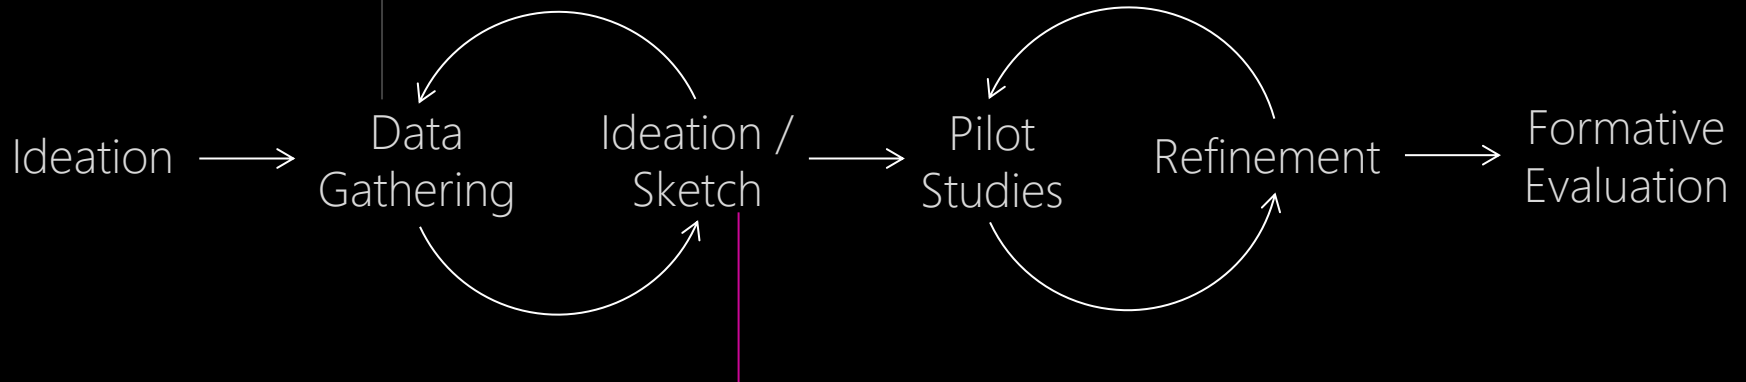 Ideation
Data
Gathering
Ideation /
Sketch
Pilot
Studies
Refinement
Formative
Evaluation